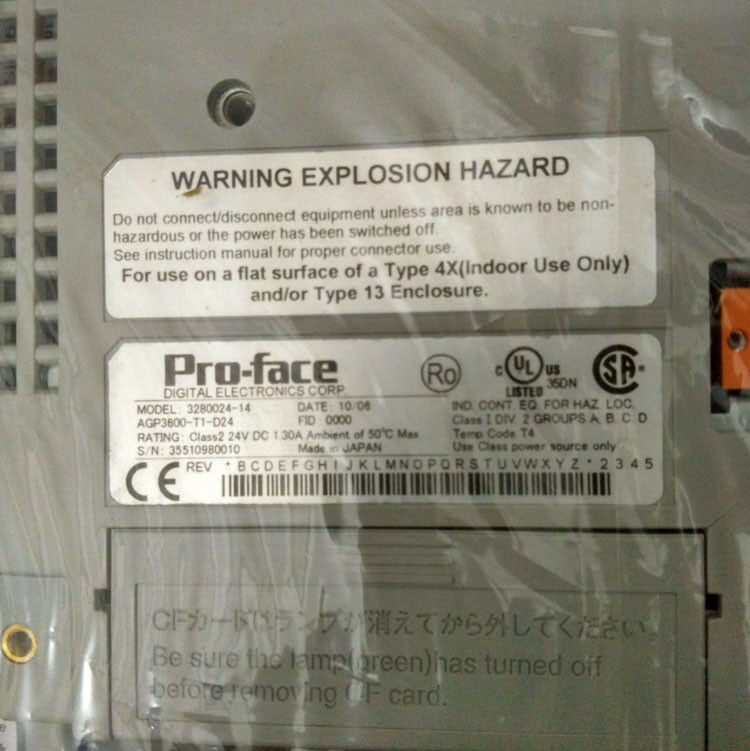 WARNING EXPLOSION HAZARD
Do not connect/disconnect equipment unless area is known to be non-
hazardous or the power has been switched off.
See instruction manual for proper connector use.
For use on a flat surface of a Type 4X(Indoor Use Only)
and/or Type 13 Enclosure.
Pro-face
DIGITAL ELECTRONICS CORP.
Ro
C UL US
LISTED 35DN
SA
MODEL: 3280024-14 DATE: 10/06 IND. CONT. EQ. FOR HAZ. LOC.
AGP3600-T1-D24 FID 0000 Class I DIV. 2 GROUPS A, B, C, D
RATING: Class2 24V DC 1.30A Ambient of 50°C Max Temp Code T4
S/N: 35510980010 Made in JAPAN Use Class power source only
CE REV * B C D E F G H I J K L M N O P Q R S T U V W X Y Z * 2 3 4 5
CFカードはランプが消えてから外してください。
Be sure the lamp(green)has turned off
before removing CF card.